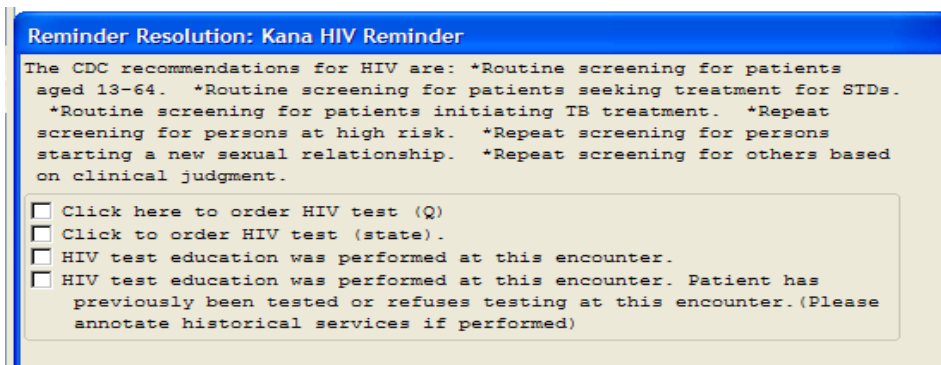 Reminder Resolution: Kana HIV Reminder
The CDC recommendations for HIV are: *Routine screening for patients
aged 13-64. *Routine screening for patients seeking treatment for STDs.
*Routine screening for patients initiating TB treatment. *Repeat
screening for persons at high risk. *Repeat screening for persons
starting a new sexual relationship. *Repeat screening for others based
on clinical judgment.
Click here to order HIV test (Q)
Click to order HIV test (state).
HIV test education was performed at this encounter.
HIV test education was performed at this encounter. Patient has
previously been tested or refuses testing at this encounter.(Please
annotate historical services if performed)